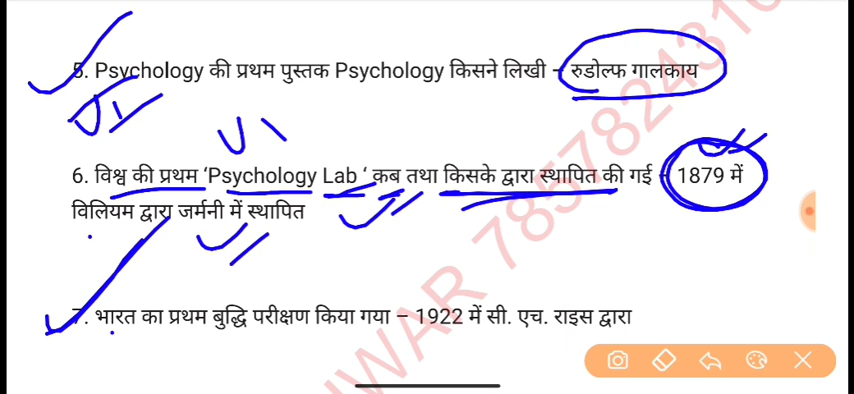 5. Psychology की प्रथम पुस्तक Psychology किसने लिखी - रुडोल्फ गालकाय
6. विश्व की प्रथम ‘Psychology Lab ‘ कब तथा किसके द्वारा स्थापित की गई - 1879 में
विलियम द्वारा जर्मनी में स्थापित
7. भारत का प्रथम बुद्धि परीक्षण किया गया – 1922 में सी. एच. राइस द्वारा